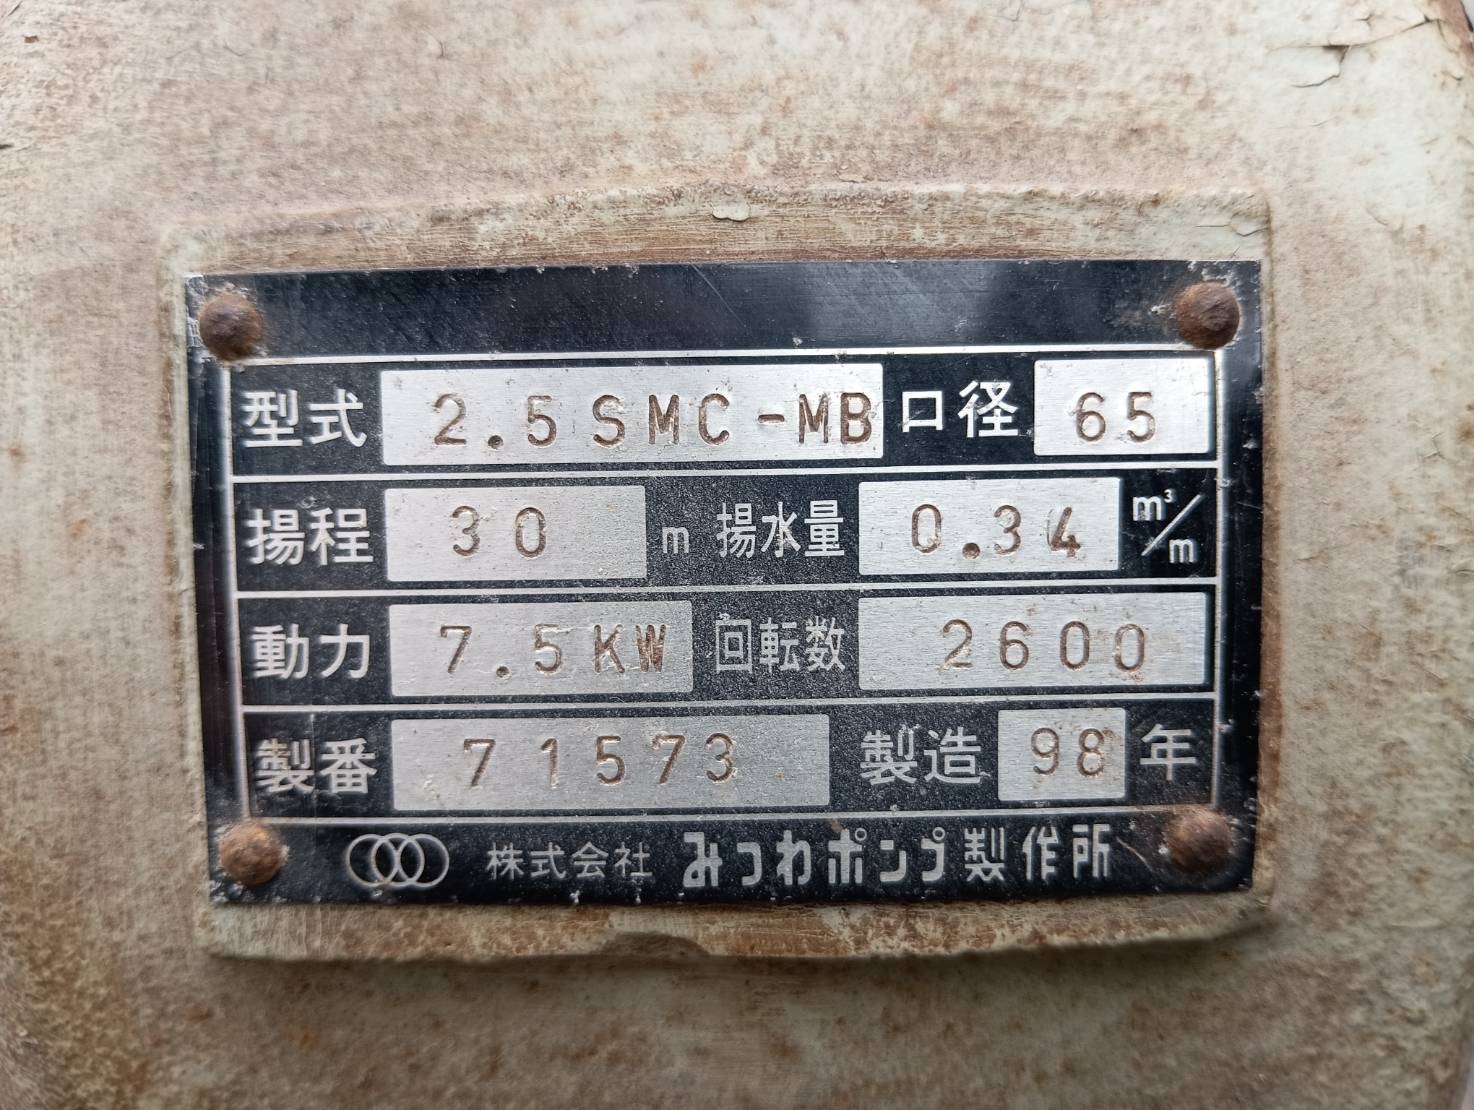 型式 2.5SMC-MB 口径 65
揚程 30 m 揚水量 0.34 m³/m
動力 7.5KW 回転数 2600
製番 71573 製造 98 年
株式会社 みつわポンプ製作所